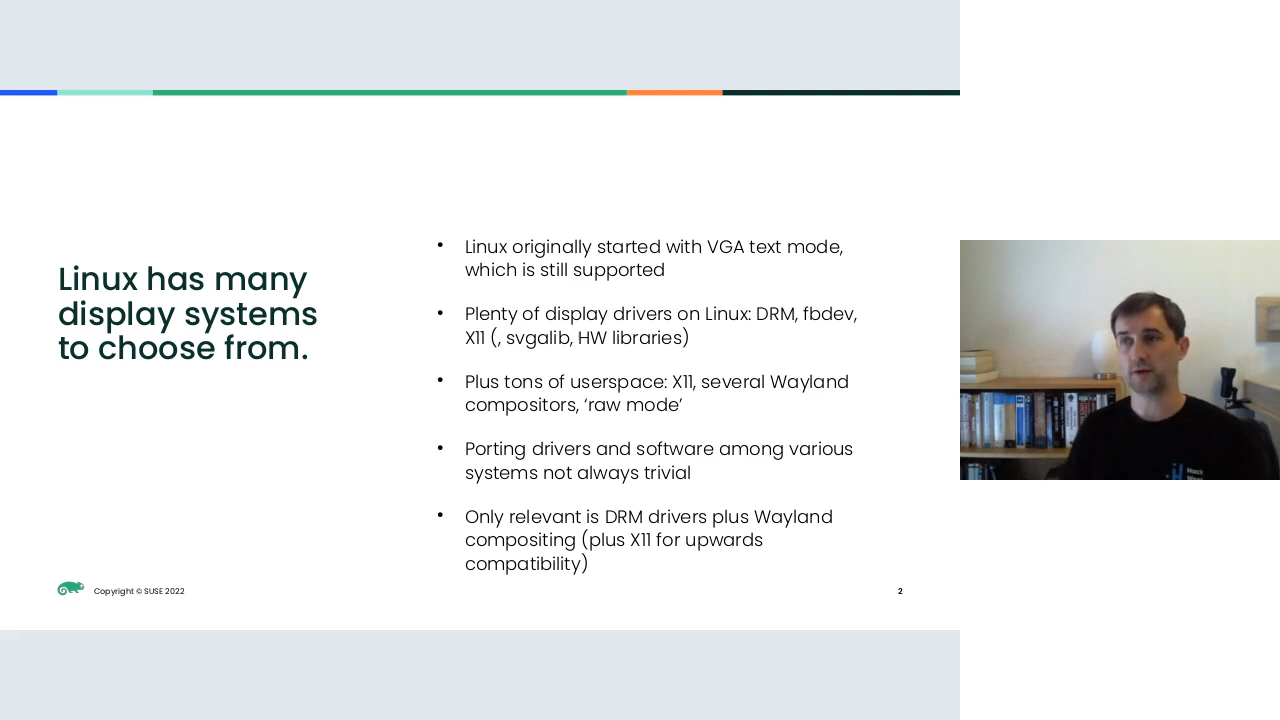 Linux has many
display systems
to choose from.
• Linux originally started with VGA text mode,
which is still supported
• Plenty of display drivers on Linux: DRM, fbdev,
X11 (, svgalib, HW libraries)
• Plus tons of userspace: X11, several Wayland
compositors, ‘raw mode’
• Porting drivers and software among various
systems not always trivial
• Only relevant is DRM drivers plus Wayland
compositing (plus X11 for upwards
compatibility)
Copyright © SUSE 2022
2
Hack